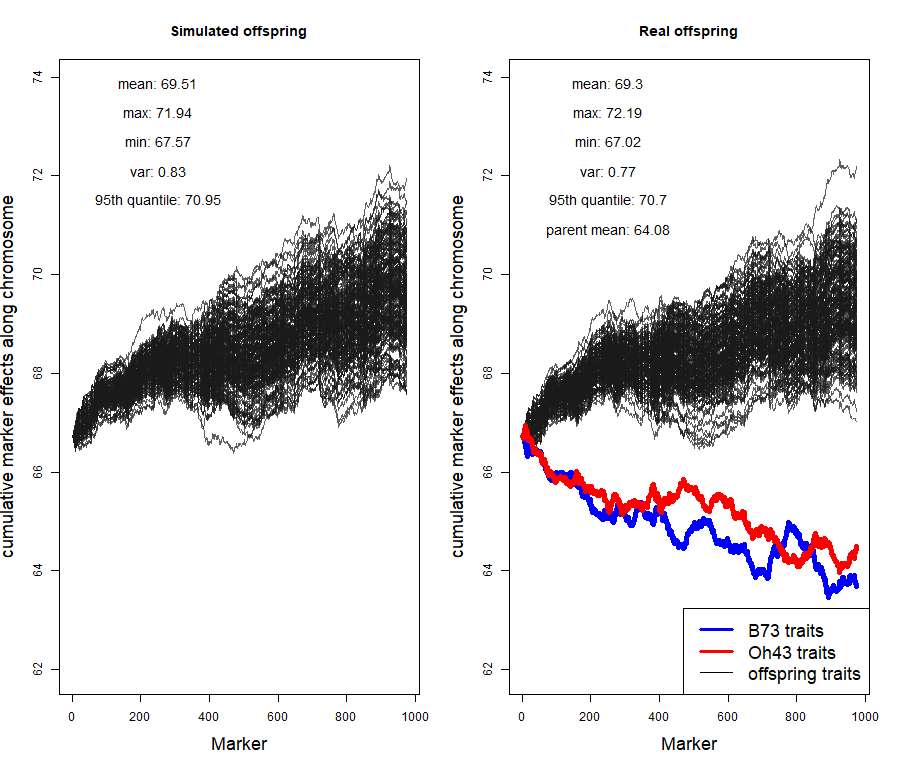 Simulated offspring
mean: 69.51
max: 71.94
min: 67.57
var: 0.83
95th quantile: 70.95
cumulative marker effects along chromosome
74
72
70
68
66
64
62
0 200 400 600 800 1000
Marker
Real offspring
mean: 69.3
max: 72.19
min: 67.02
var: 0.77
95th quantile: 70.7
parent mean: 64.08
cumulative marker effects along chromosome
74
72
70
68
66
64
62
B73 traits
Oh43 traits
offspring traits
0 200 400 600 800 1000
Marker